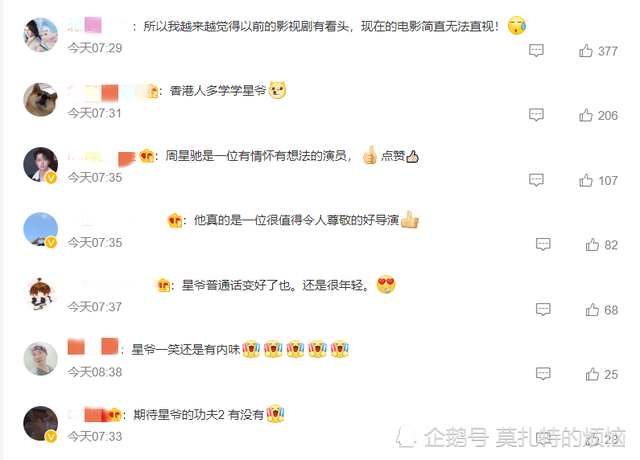 ：所以我越来越觉得以前的影视剧有看头，现在的电影简直无法直视！
今天07:29
377
：香港人多学学星爷
今天07:31
206
：周星驰是一位有情怀有想法的演员，点赞
今天07:35
107
：他真的是一位很值得令人尊敬的好导演
今天07:35
82
：星爷普通话变好了也。还是很年轻。
今天07:37
68
：星爷一笑还是有内味
今天08:38
25
：期待星爷的功夫2 有没有
今天07:33
企鹅号 莫扎特的烦恼